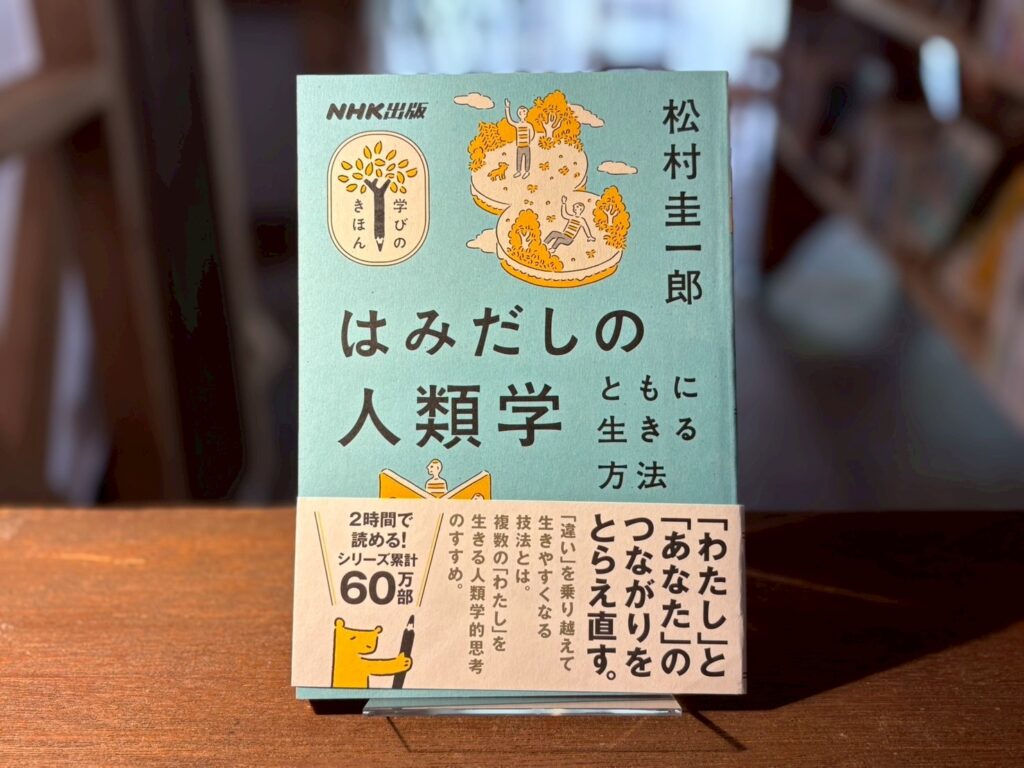 NHK出版
学びの
きほん
松村圭一郎
はみだしの
人類学
ともに
生きる
方法
「わたし」と
「あなた」の
つながりを
とらえ直す。
「違い」を乗り越えて
生きやすくなる
技法とは。
複数の「わたし」を
生きる人類学的思考
のすすめ。
2時間で
読める！
シリーズ累計
60万部